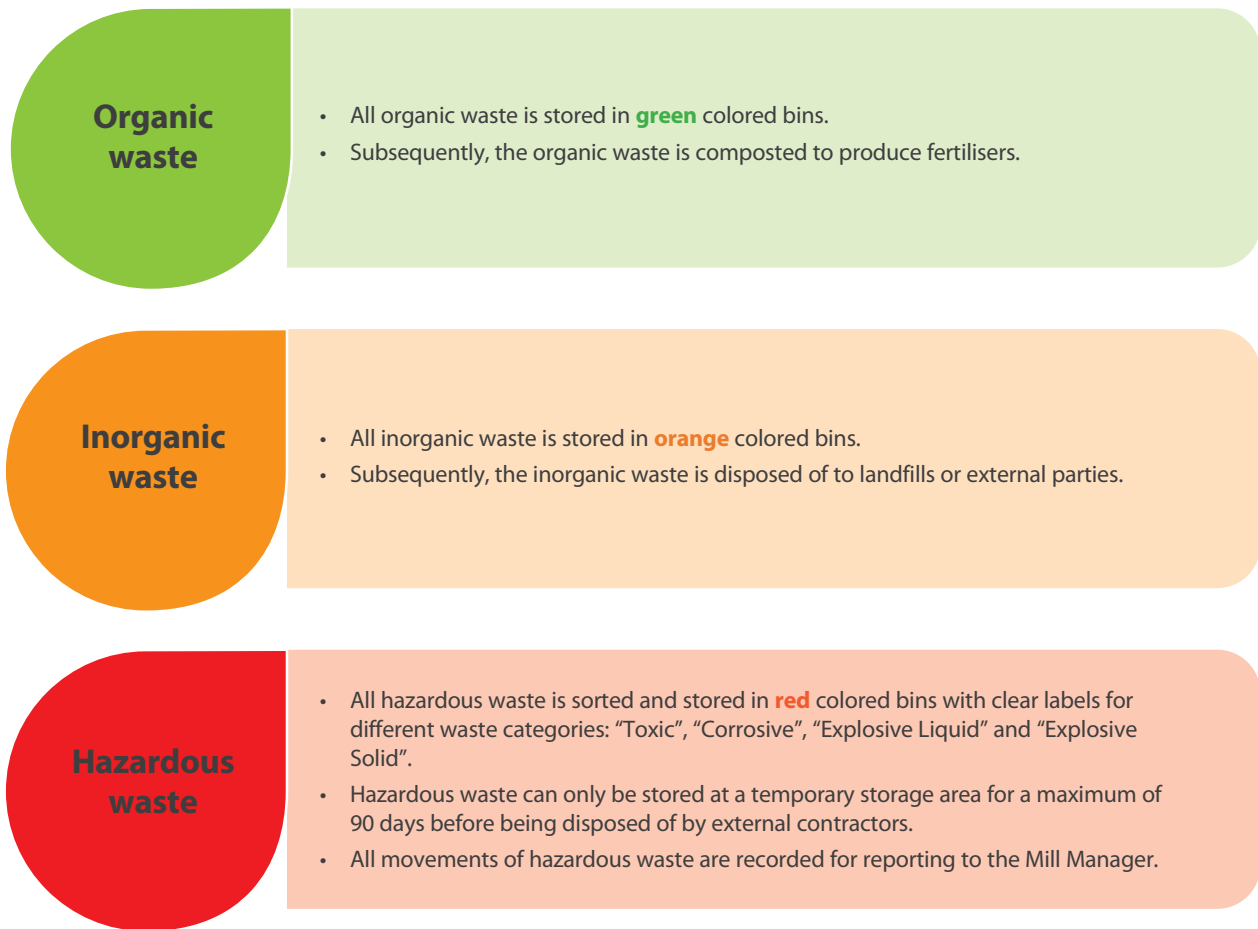 Organic
waste
• All organic waste is stored in green colored bins.
• Subsequently, the organic waste is composted to produce fertilisers.
Inorganic
waste
• All inorganic waste is stored in orange colored bins.
• Subsequently, the inorganic waste is disposed of to landfills or external parties.
Hazardous
waste
• All hazardous waste is sorted and stored in red colored bins with clear labels for
different waste categories: “Toxic”, “Corrosive”, “Explosive Liquid” and “Explosive
Solid”.
• Hazardous waste can only be stored at a temporary storage area for a maximum of
90 days before being disposed of by external contractors.
• All movements of hazardous waste are recorded for reporting to the Mill Manager.